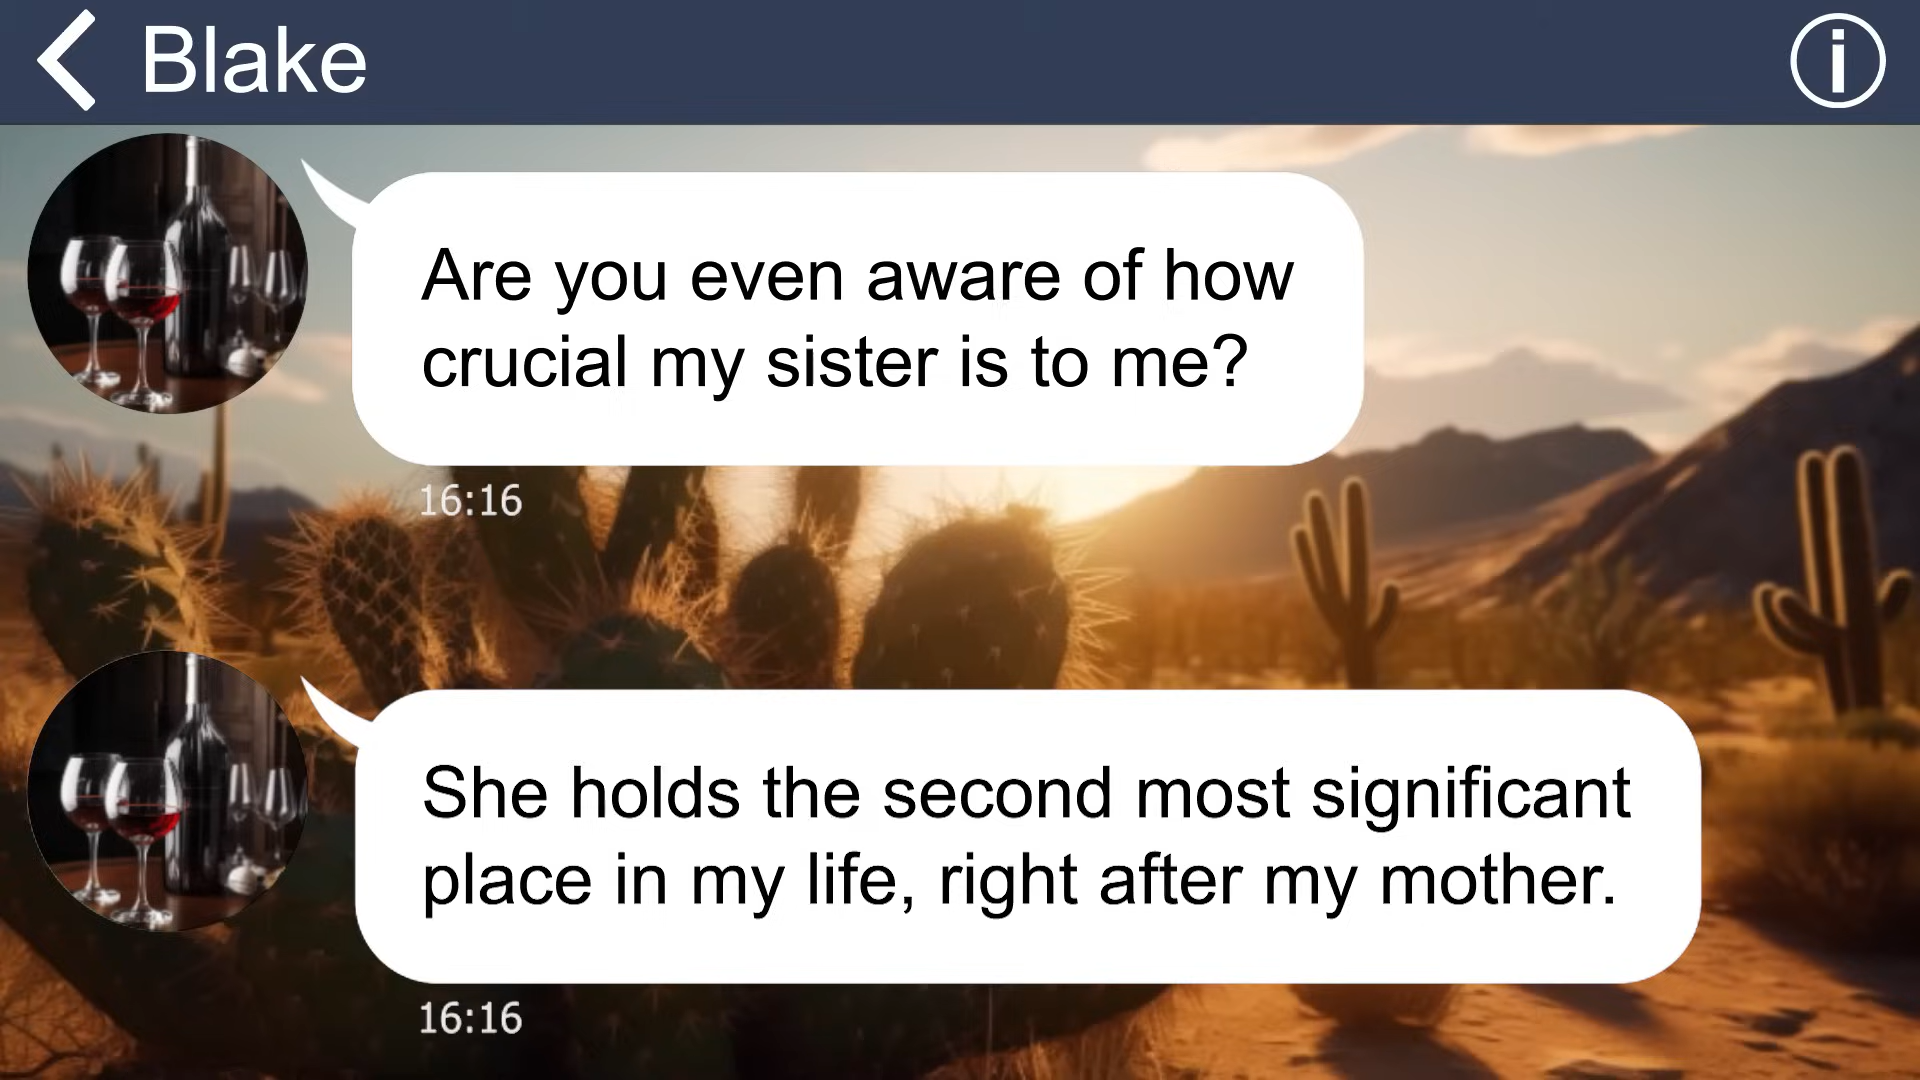 Blake
Are you even aware of how
crucial my sister is to me?
16:16
She holds the second most significant
place in my life, right after my mother.
16:16